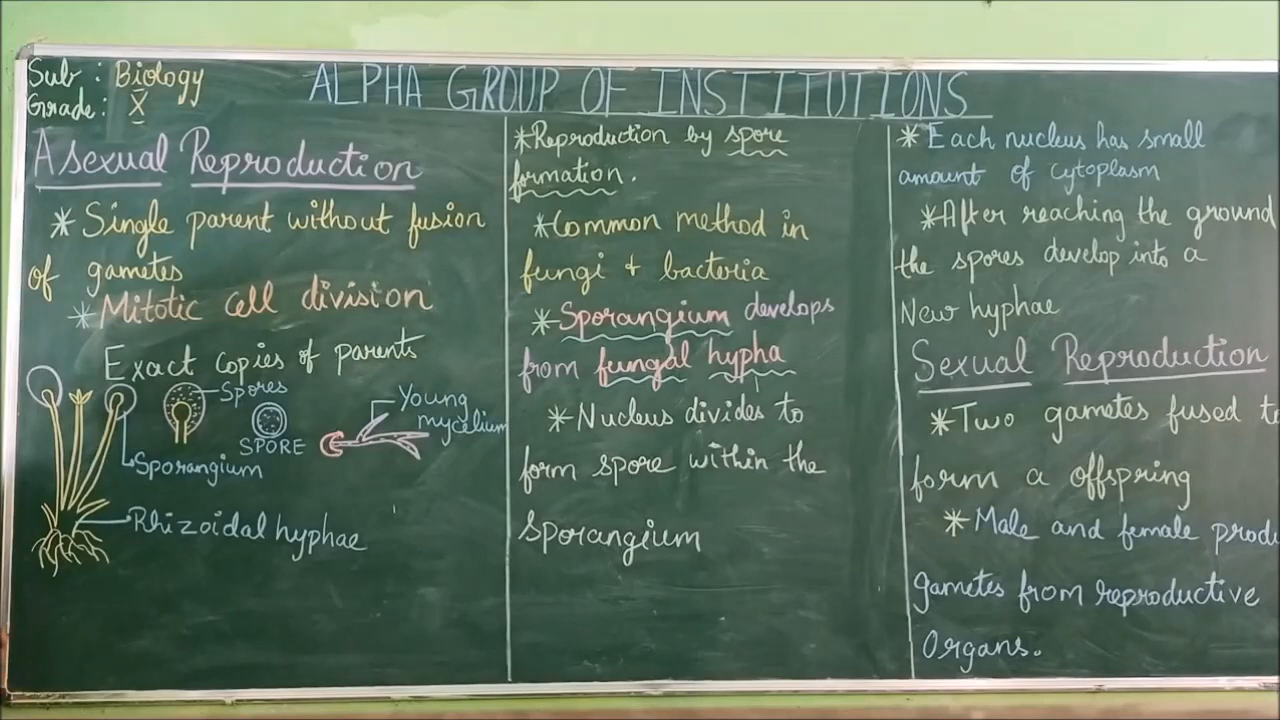 Sub : Biology
Grade : X
ALPHA GROUP OF INSTITUTIONS
Asexual Reproduction
* Single parent without fusion
of gametes
* Mitotic cell division
Exact copies of parents
Spores
SPORE
Young
mycelium
Sporangium
Rhizoidal hyphae
* Reproduction by spore
formation.
* Common method in
fungi + bacteria
* Sporangium develops
from fungal hypha
* Nucleus divides to
form spore within the
sporangium
* Each nucleus has small
amount of cytoplasm
* After reaching the ground
the spores develop into a
New hyphae
Sexual Reproduction
* Two gametes fused to
form a offspring
* Male and female produ
gametes from reproductive
Organs.